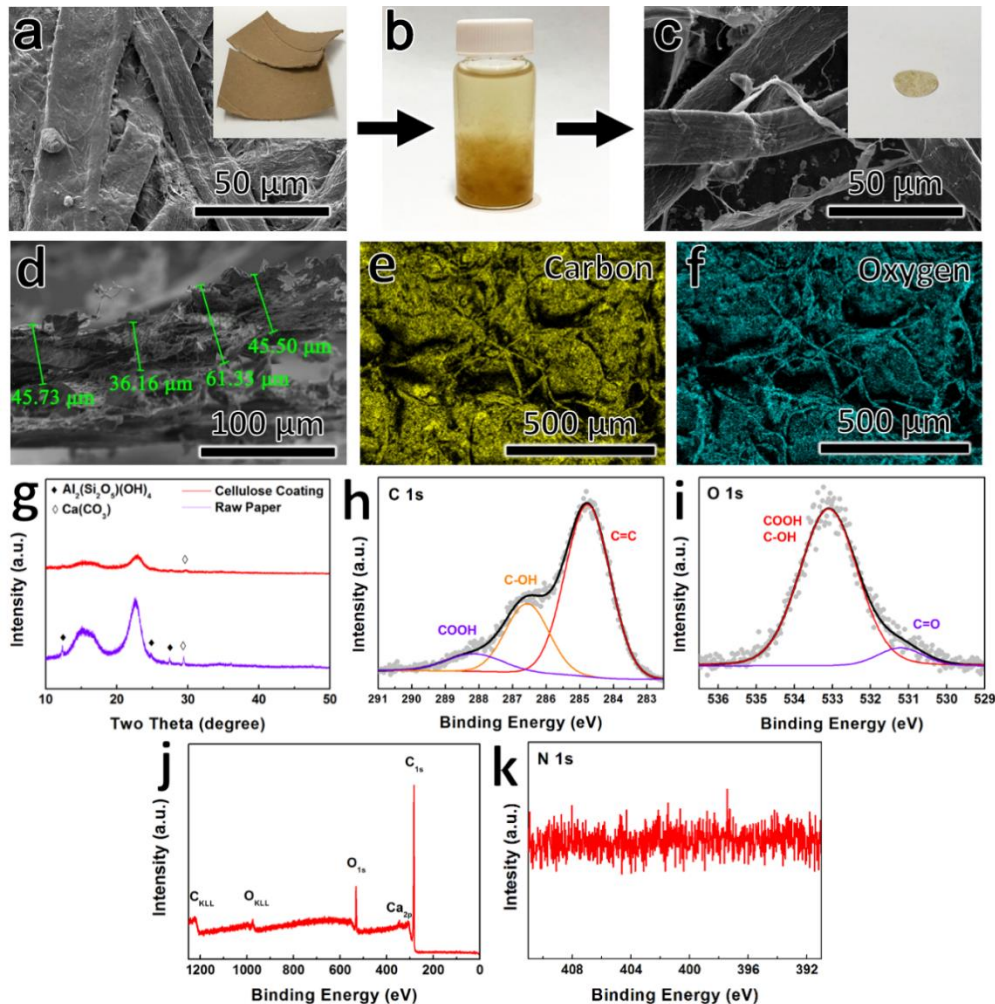 a
50 μm
b
c
50 μm
d
45.73 μm
36.16 μm
61.35 μm
45.50 μm
100 μm
e
Carbon
500 μm
f
Oxygen
500 μm
g
♦ Al₂(Si₂O₅)(OH)₄
◊ Ca(CO₃)
Cellulose Coating
Raw Paper
Intensity (a.u.)
10 20 30 40 50
Two Theta (degree)
h
C 1s
C=C
C-OH
COOH
Intensity (a.u.)
291 290 289 288 287 286 285 284 283
Binding Energy (eV)
i
O 1s
COOH
C-OH
C=O
Intensity (a.u.)
536 535 534 533 532 531 530 529
Binding Energy (eV)
j
C₁ₛ
O₁ₛ
Ca₂ₚ
O_KLL
C_KLL
Intensity (a.u.)
1250 1200 1000 800 600 400 200 0
Binding Energy (eV)
k
N 1s
Intesity (a.u.)
408 404 400 396 392
Binding Energy (eV)